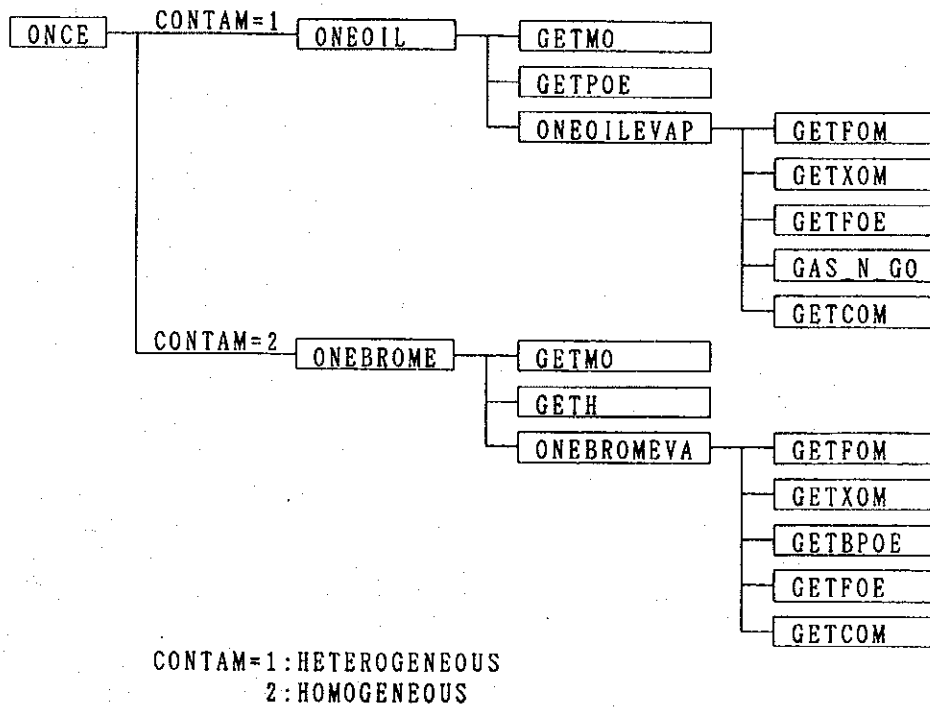 CONTAM=1
ONCE
ONEOIL
GETMO
GETPOE
ONEOILEVAP
GETFOM
GETXOM
GETFOE
GAS_N_GO
GETCOM
CONTAM=2
ONEBROME
GETMO
GETH
ONEBROMEVA
GETFOM
GETXOM
GETBPOE
GETFOE
GETCOM
CONTAM=1:HETEROGENEOUS
2:HOMOGENEOUS